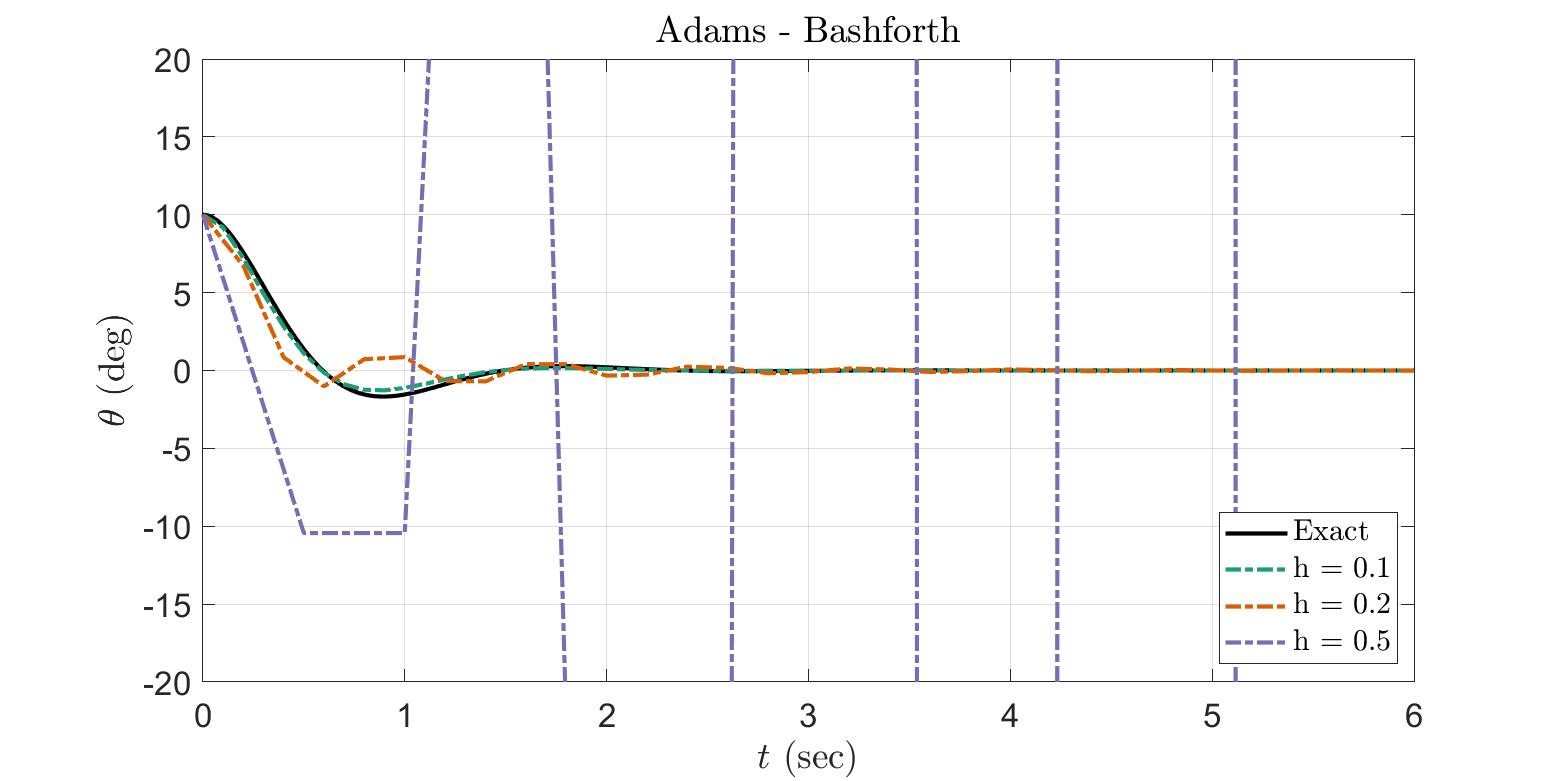 Adams - Bashforth
20
15
10
5
0
-5
-10
-15
-20
θ (deg)
0 1 2 3 4 5 6
t (sec)
Exact
h = 0.1
h = 0.2
h = 0.5